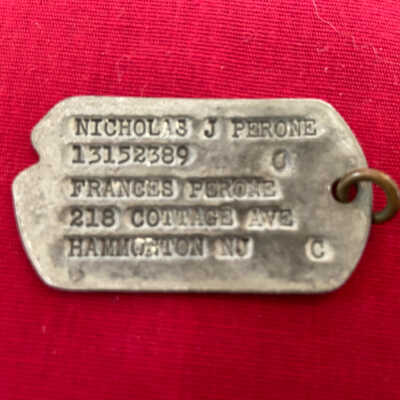 NICHOLAS J PERONE
13152389 O
FRANCES PERONE
218 COTTAGE AVE
HAMMONTON NJ C